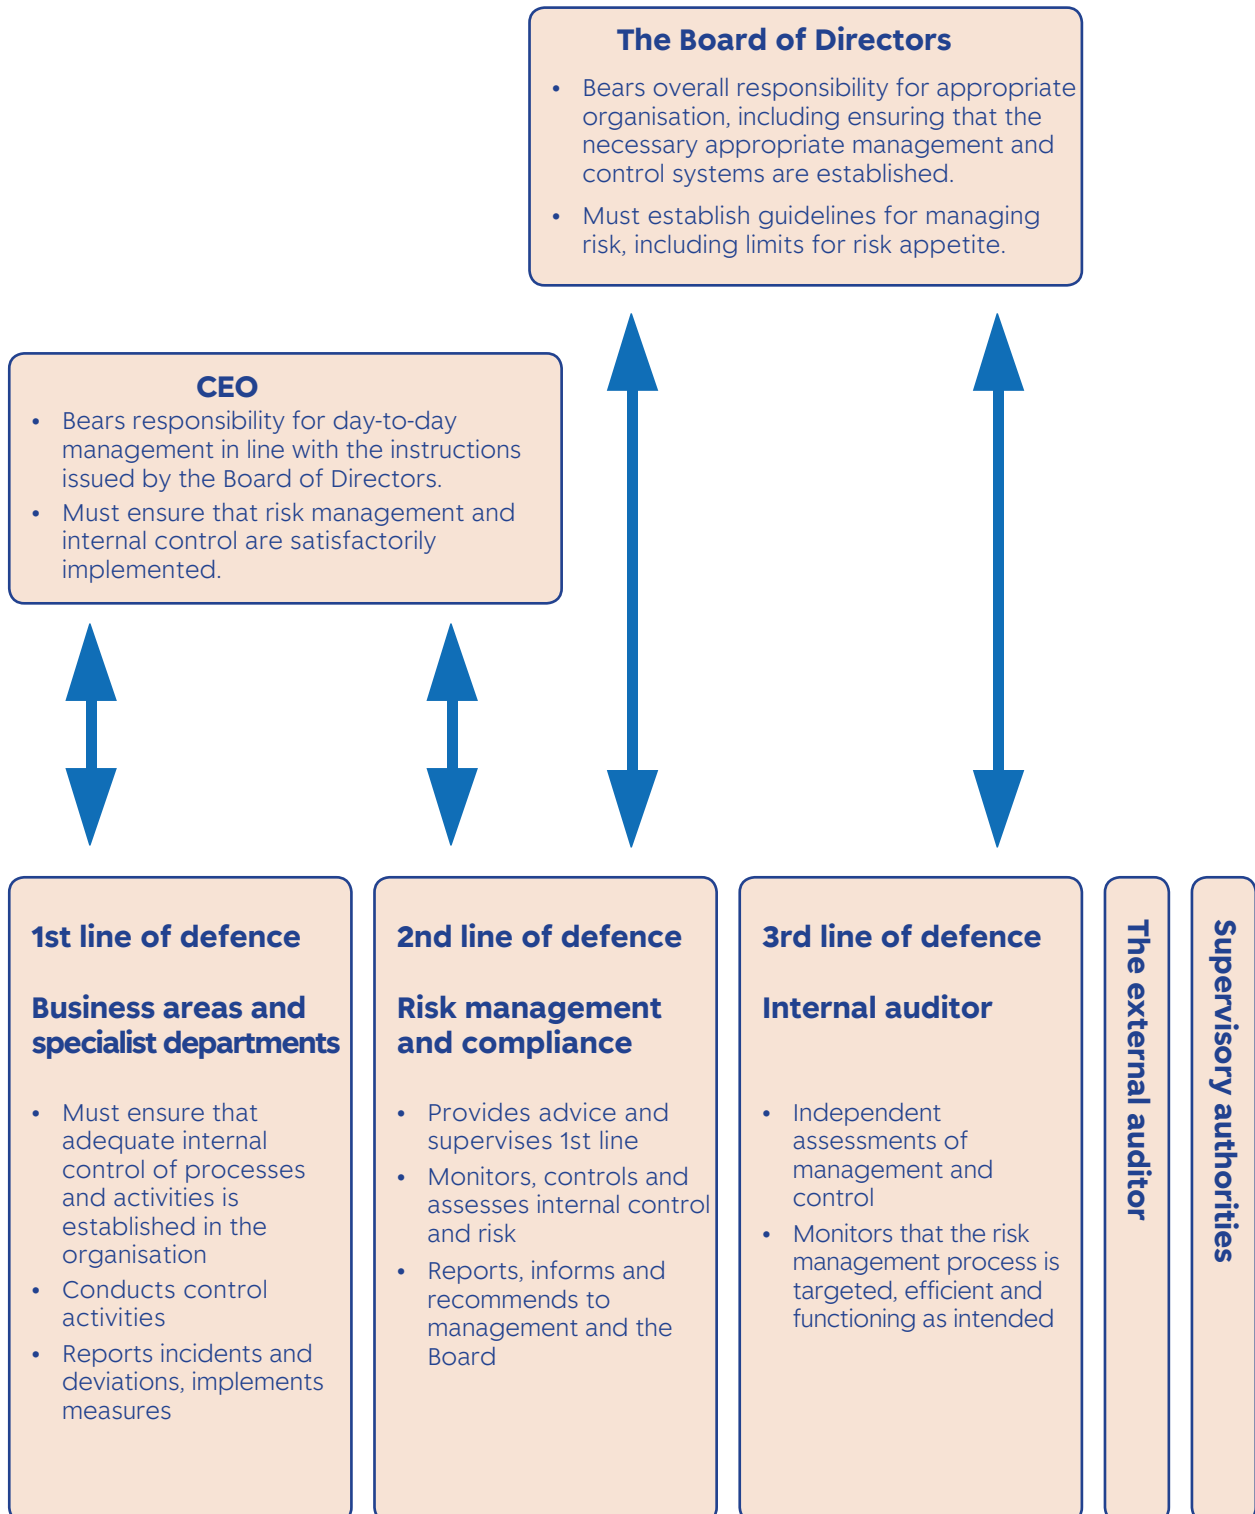 The Board of Directors
• Bears overall responsibility for appropriate
organisation, including ensuring that the
necessary appropriate management and
control systems are established.
• Must establish guidelines for managing
risk, including limits for risk appetite.
CEO
• Bears responsibility for day-to-day
management in line with the instructions
issued by the Board of Directors.
• Must ensure that risk management and
internal control are satisfactorily
implemented.
1st line of defence
Business areas and
specialist departments
• Must ensure that
adequate internal
control of processes
and activities is
established in the
organisation
• Conducts control
activities
• Reports incidents and
deviations, implements
measures
2nd line of defence
Risk management
and compliance
• Provides advice and
supervises 1st line
• Monitors, controls and
assesses internal control
and risk
• Reports, informs and
recommends to
management and the
Board
3rd line of defence
Internal auditor
• Independent
assessments of
management and
control
• Monitors that the risk
management process is
targeted, efficient and
functioning as intended
The external auditor
Supervisory authorities